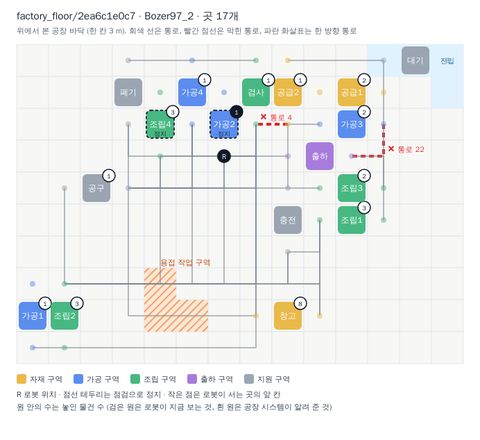 factory_floor/2ea6c1e0c7 · Bozer97_2 · 곳 17개
위에서 본 공장 바닥 (한 칸 3 m). 회색 선은 통로, 빨간 점선은 막힌 통로, 빨간 화살표는 한 방향 통로
대기
폐기
가공4
1
검사
1
공급2
1
공급1
2
조립4
3
정지
가공2
1
정지
✕ 통로 4
가공3
2
R
출하
✕ 통로 22
공구
1
조립3
2
충전
조립1
3
용접 작업 구역
가공1
1
조립2
3
창고
8
자재 구역
가공 구역
조립 구역
출하 구역
지원 구역
R 로봇 위치 · 점선 테두리는 점검으로 정지 · 작은 점은 로봇이 서는 곳의 앞 칸
원 안의 수는 놓인 물건 수 (검은 원은 로봇이 지금 보는 것, 흰 원은 공장 시스템이 알려 준 것)